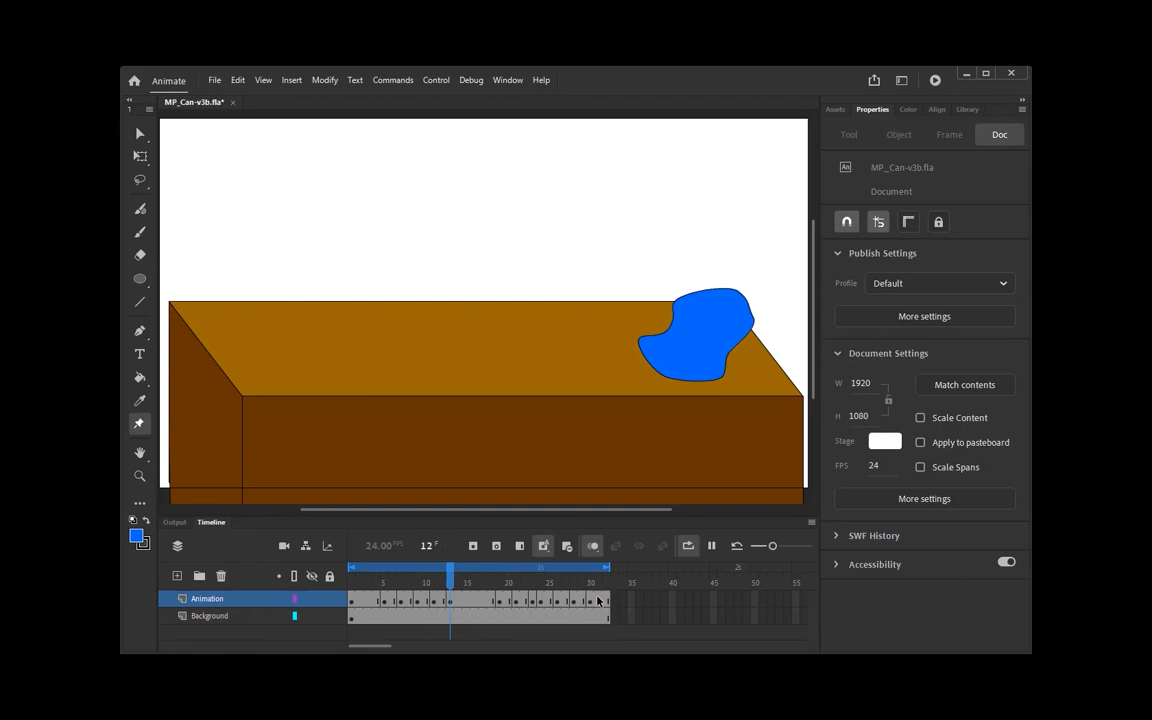 Animate File Edit View Insert Modify Text Commands Control Debug Window Help
MP_Can-v3b.fla*
Assets Properties Color Align Library
Tool Object Frame Doc
An MP_Can-v3b.fla
Document
Publish Settings
Profile Default
More settings
Document Settings
W 1920 Match contents
H 1080 Scale Content
Stage Apply to pasteboard
FPS 24 Scale Spans
More settings
SWF History
Accessibility
Output Timeline
24.00 FPS 12 F
1s 2s
5 10 15 20 25 30 35 40 45 50 55
Animation
Background